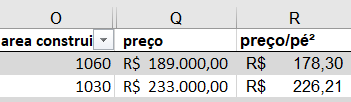 O Q R
area construi preço preço/pé²
1060 R$ 189.000,00 R$ 178,30
1030 R$ 233.000,00 R$ 226,21